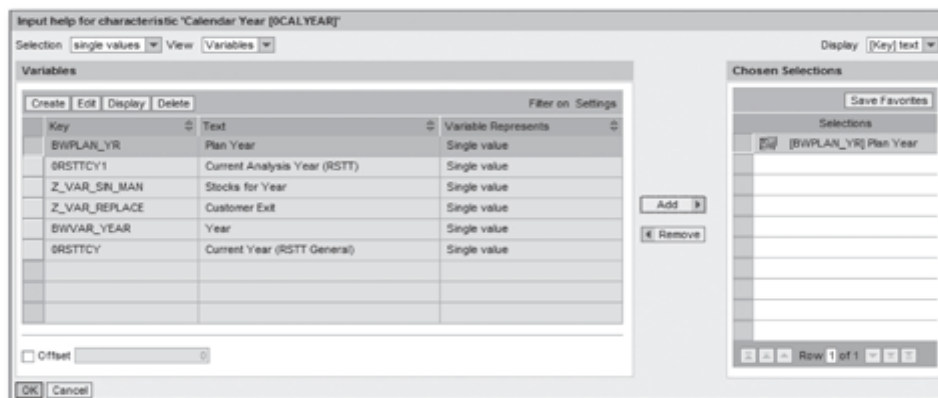 Input help for characteristic 'Calendar Year [0CALYEAR]'
Selection single values View Variables Display [Key] text
Variables
Create Edit Display Delete Filter on Settings
Key Text Variable Represents
BWPLAN_YR Plan Year Single value
0RSTTCY1 Current Analysis Year (RSTT) Single value
Z_VAR_SIN_MAN Stocks for Year Single value
Z_VAR_REPLACE Customer Exit Single value
BWVAR_YEAR Year Single value
0RSTTCY Current Year (RSTT General) Single value
Offset 0
Add
Remove
Chosen Selections
Save Favorites
Selections
[BWPLAN_YR] Plan Year
Row 1 of 1
OK Cancel